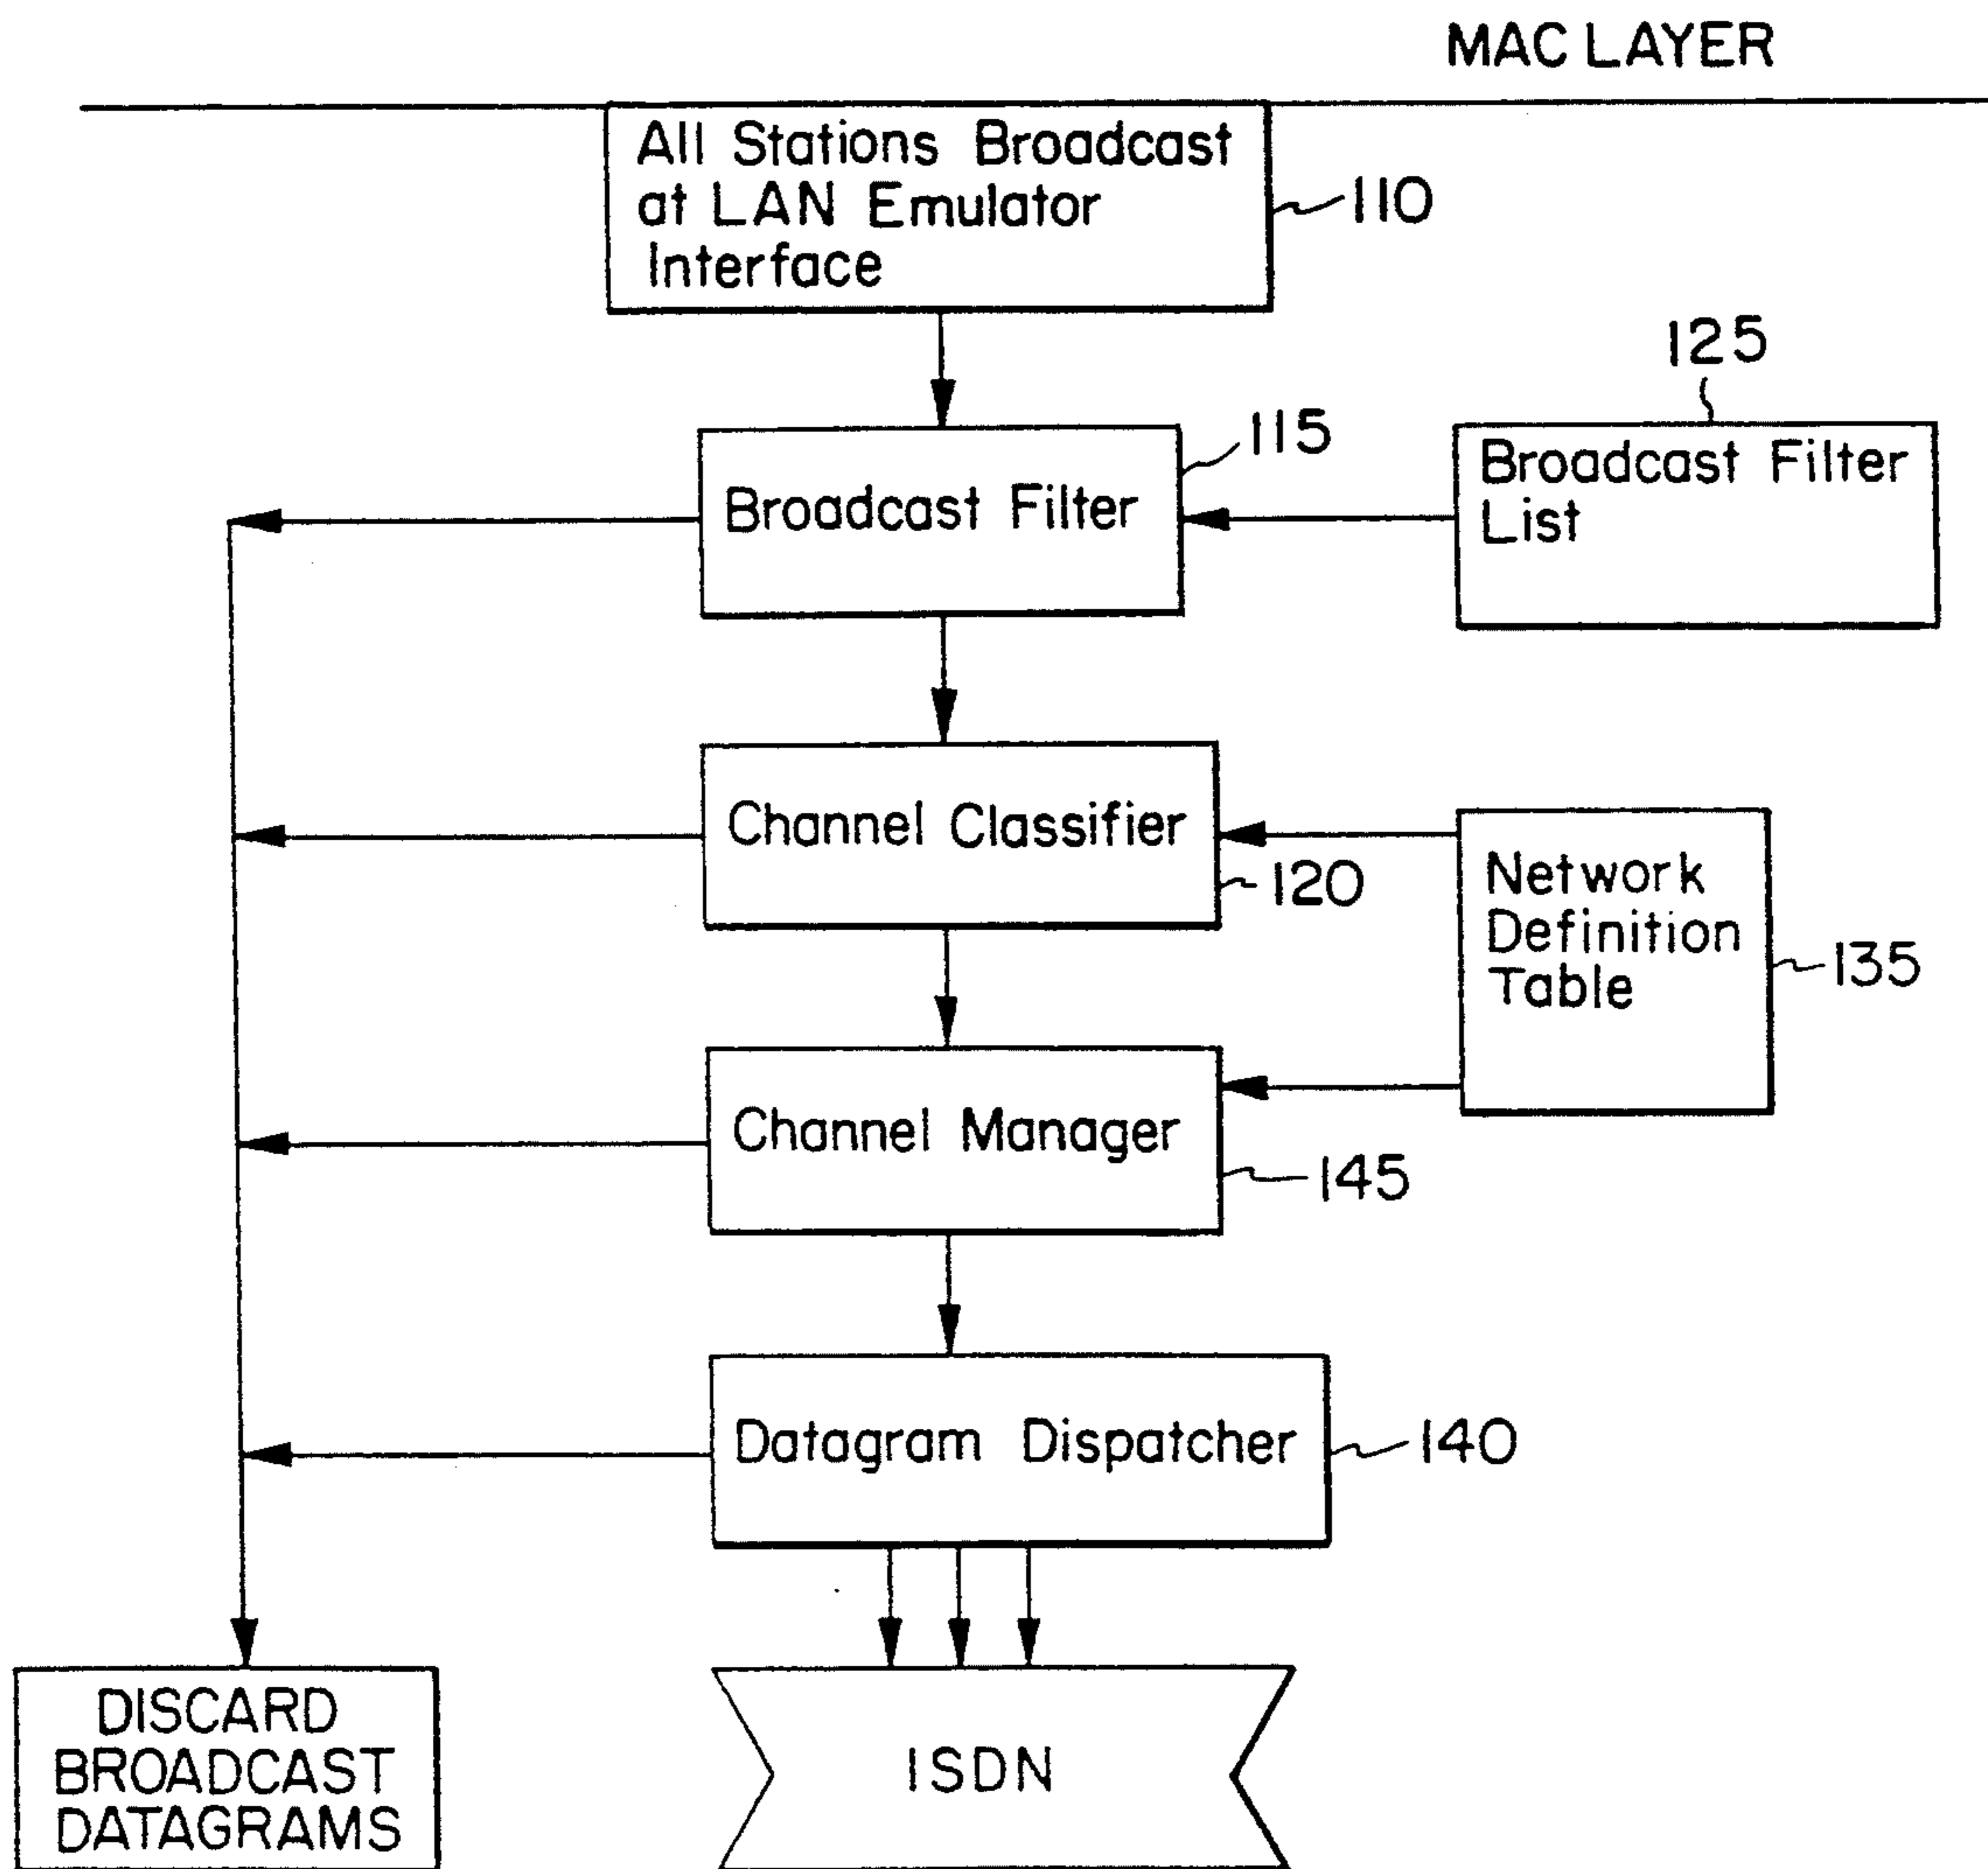 MAC LAYER
All Stations Broadcast
at LAN Emulator
Interface
110
125
115
Broadcast Filter
Broadcast Filter
List
Channel Classifier
120
Network
Definition
Table
135
Channel Manager
145
Datagram Dispatcher
140
DISCARD
BROADCAST
DATAGRAMS
ISDN